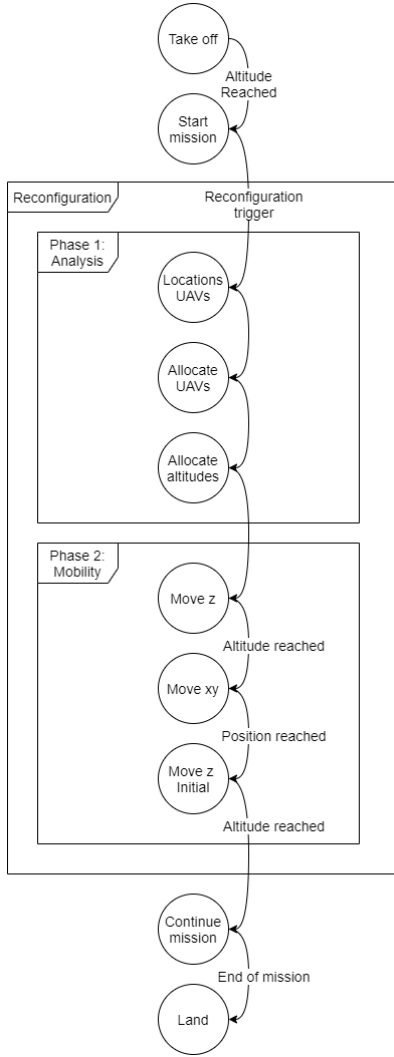 Take off
Altitude
Reached
Start
mission
Reconfiguration
Reconfiguration
trigger
Phase 1:
Analysis
Locations
UAVs
Allocate
UAVs
Allocate
altitudes
Phase 2:
Mobility
Move z
Altitude reached
Move xy
Position reached
Move z
Initial
Altitude reached
Continue
mission
End of mission
Land